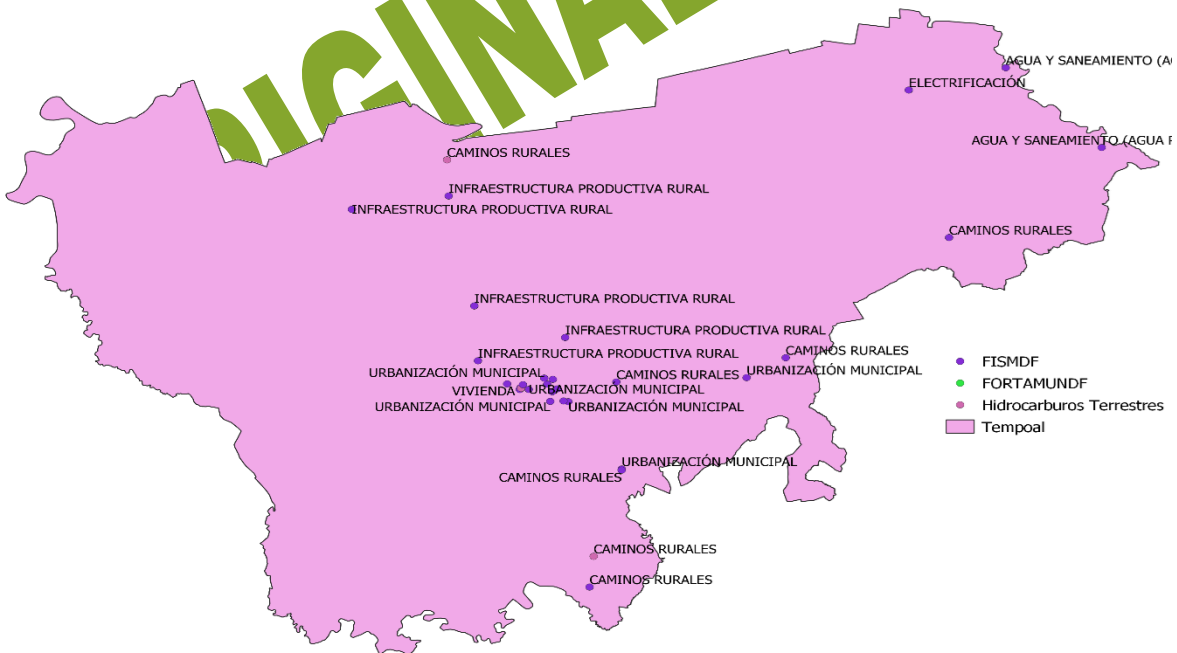 AGUA Y SANEAMIENTO (A
ELECTRIFICACIÓN
AGUA Y SANEAMIENTO (AGUA
CAMINOS RURALES
INFRAESTRUCTURA PRODUCTIVA RURAL
INFRAESTRUCTURA PRODUCTIVA RURAL
CAMINOS RURALES
INFRAESTRUCTURA PRODUCTIVA RURAL
INFRAESTRUCTURA PRODUCTIVA RURAL
CAMINOS RURALES
INFRAESTRUCTURA PRODUCTIVA RURAL
URBANIZACIÓN MUNICIPAL
CAMINOS RURALES
URBANIZACIÓN MUNICIPAL
VIVIENDA
URBANIZACIÓN MUNICIPAL
URBANIZACIÓN MUNICIPAL
URBANIZACIÓN MUNICIPAL
FISMDF
FORTAMUNDF
Hidrocarburos Terrestres
Tempoal
URBANIZACIÓN MUNICIPAL
CAMINOS RURALES
CAMINOS RURALES
CAMINOS RURALES